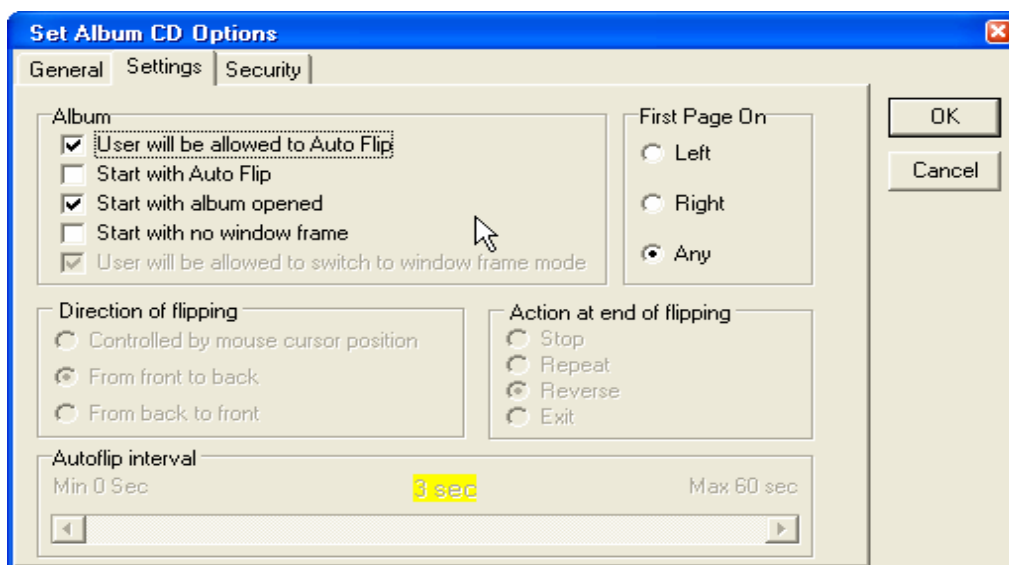 Set Album CD Options
General Settings Security
Album
User will be allowed to Auto Flip
Start with Auto Flip
Start with album opened
Start with no window frame
User will be allowed to switch to window frame mode
First Page On
Left
Right
Any
OK
Cancel
Direction of flipping
Controlled by mouse cursor position
From front to back
From back to front
Action at end of flipping
Stop
Repeat
Reverse
Exit
Autoflip interval
Min 0 Sec 3 sec Max 60 sec